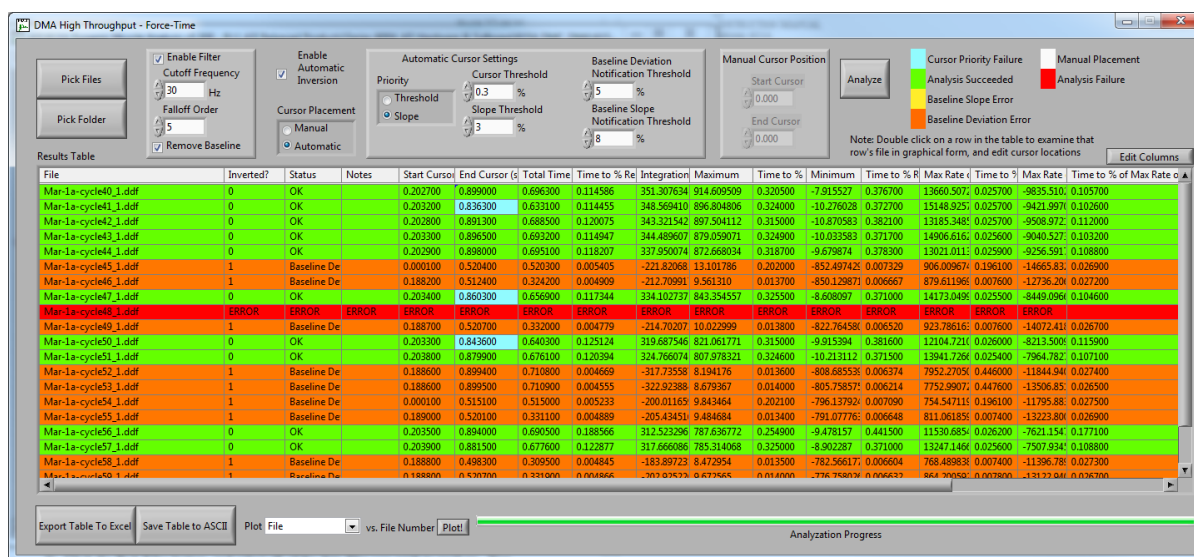 DMA High Throughput - Force-Time
Pick Files
Pick Folder
Enable Filter
Cutoff Frequency
30 Hz
Falloff Order
5
Remove Baseline
Enable
Automatic
Inversion
Cursor Placement
Manual
Automatic
Automatic Cursor Settings
Priority
Threshold
Slope
Cursor Threshold
0.3 %
Slope Threshold
3 %
Baseline Deviation
Notification Threshold
5 %
Baseline Slope
Notification Threshold
8 %
Manual Cursor Position
Start Cursor
0.000
End Cursor
0.000
Analyze
Cursor Priority Failure Manual Placement
Analysis Succeeded Analysis Failure
Baseline Slope Error
Baseline Deviation Error
Note: Double click on a row in the table to examine that
row's file in graphical form, and edit cursor locations
Edit Columns
Results Table
File Inverted? Status Notes Start Cursor End Cursor (s Total Time Time to % Re Integration Maximum Time to % Minimum Time to % R Max Rate Time to % Max Rate Time to % of Max Rate o
Mar-1a-cycle40_1.ddf 0 OK 0.202700 0.899000 0.696300 0.114586 351.307634 914.609509 0.320500 -7.915527 0.376700 13660.507 0.025700 -9835.510 0.105700
Mar-1a-cycle41_1.ddf 0 OK 0.203200 0.836300 0.633100 0.114455 348.569410 896.804806 0.324000 -10.276028 0.372700 15148.925 0.025700 -9421.997 0.102600
Mar-1a-cycle42_1.ddf 0 OK 0.202800 0.891300 0.688500 0.120075 343.321542 897.504112 0.315000 -10.870583 0.382100 13185.348 0.025700 -9508.972 0.112000
Mar-1a-cycle43_1.ddf 0 OK 0.203300 0.896500 0.693200 0.114947 344.489607 879.059071 0.324900 -10.033583 0.371700 14906.616 0.025600 -9040.527 0.103200
Mar-1a-cycle44_1.ddf 0 OK 0.202900 0.898000 0.695100 0.118207 337.950074 872.668034 0.318700 -9.679874 0.378300 13021.011 0.025900 -9256.591 0.108800
Mar-1a-cycle45_1.ddf 1 Baseline De 0.000100 0.520400 0.520300 0.005405 -221.82068 13.101786 0.202000 -852.497429 0.007329 906.009674 0.196100 -14665.83 0.026900
Mar-1a-cycle46_1.ddf 1 Baseline De 0.188200 0.512400 0.324200 0.004909 -212.70991 9.561310 0.013700 -850.129871 0.006667 879.611969 0.007600 -12736.20 0.027200
Mar-1a-cycle47_1.ddf 0 OK 0.203400 0.860300 0.656900 0.117344 334.102737 843.354557 0.325500 -8.608097 0.371000 14173.049 0.025500 -8449.096 0.104600
Mar-1a-cycle48_1.ddf ERROR ERROR ERROR ERROR ERROR ERROR ERROR ERROR ERROR ERROR ERROR ERROR ERROR ERROR ERROR
Mar-1a-cycle49_1.ddf 1 Baseline De 0.188700 0.520700 0.332000 0.004779 -214.70207 10.022999 0.013800 -822.764580 0.006520 923.786163 0.007600 -14072.41 0.026700
Mar-1a-cycle50_1.ddf 0 OK 0.203300 0.843600 0.640300 0.125124 319.687546 821.061771 0.315000 -9.915394 0.381600 12104.721 0.026000 -8213.500 0.115900
Mar-1a-cycle51_1.ddf 0 OK 0.203800 0.879900 0.676100 0.120394 324.766074 807.978321 0.324600 -10.213112 0.371500 13941.726 0.025400 -7964.782 0.107100
Mar-1a-cycle52_1.ddf 1 Baseline De 0.188600 0.899400 0.710800 0.004669 -317.73558 8.194176 0.013600 -808.685539 0.006374 7952.2705 0.446000 -11844.94 0.027400
Mar-1a-cycle53_1.ddf 1 Baseline De 0.188600 0.899500 0.710900 0.004555 -322.92388 8.679367 0.014000 -805.758575 0.006214 7752.9907 0.447600 -13506.85 0.026500
Mar-1a-cycle54_1.ddf 1 Baseline De 0.000100 0.515100 0.515000 0.005233 -200.01165 9.843464 0.202100 -796.137924 0.007090 754.547119 0.196100 -11795.88 0.027500
Mar-1a-cycle55_1.ddf 1 Baseline De 0.189000 0.520100 0.331100 0.004889 -205.43451 9.484684 0.013400 -791.077763 0.006648 811.061859 0.007400 -13223.80 0.026900
Mar-1a-cycle56_1.ddf 0 OK 0.203500 0.894000 0.690500 0.188566 312.523296 787.636772 0.254900 -9.478157 0.441500 11530.685 0.026200 -7621.154 0.177100
Mar-1a-cycle57_1.ddf 0 OK 0.203900 0.881500 0.677600 0.122877 317.666086 785.314068 0.325000 -8.902287 0.371000 13247.146 0.025600 -7507.934 0.108800
Mar-1a-cycle58_1.ddf 1 Baseline De 0.188800 0.498300 0.309500 0.004845 -183.89723 8.472954 0.013500 -782.566177 0.006604 768.489838 0.007400 -11396.78 0.027300
Export Table To Excel Save Table to ASCII Plot File vs. File Number Plot!
Analyzation Progress